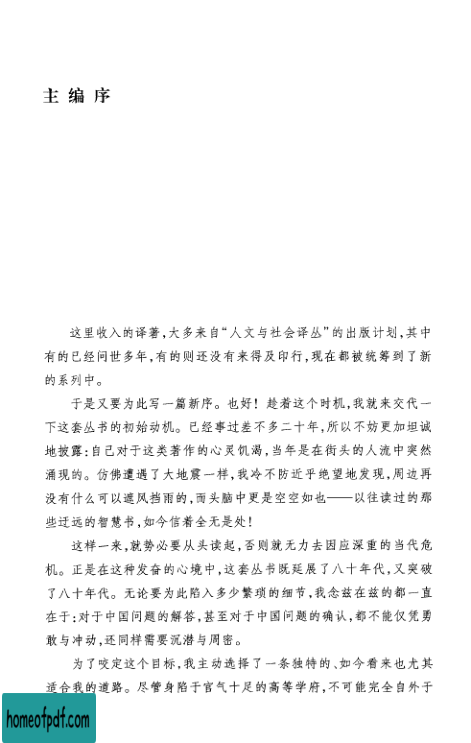 主编序
这里收入的译著,大多来自“人文与社会译丛”的出版计划,其中
有的已经问世多年,有的则还没有来得及印行,现在都被统筹到了新
的系列中。
于是又要为此写一篇新序。也好！趁着这个时机,我就来交代一
下这套丛书的初始动机。已经事过差不多二十年,所以不妨更加坦诚
地披露:自己对于这类著作的心灵饥渴,当年是在街头的人流中突然
涌现的。仿佛遭遇了大地震一样,我冷不防近乎绝望地发现,周边再
没有什么可以遮风挡雨的,而头脑中更是空空如也——以往读过的那
些迂远的智慧书,如今信着全无是处！
这样一来,就势必要从头读起,否则就无力去因应深重的当代危
机。正是在这种发奋的心境中,这套丛书既延展了八十年代,又突破
了八十年代。无论要为此陷入多少繁琐的细节,我念兹在兹的都一直
在于:对于中国问题的解答,甚至对于中国问题的确认,都不能仅凭勇
敢与冲动,还同样需要沉潜与周密。
为了咬定这个目标,我主动选择了一条独特的、如今看来也尤其
适合我的道路。尽管身陷于官气十足的高等学府,不可能完全自外于
homeofpdf.com